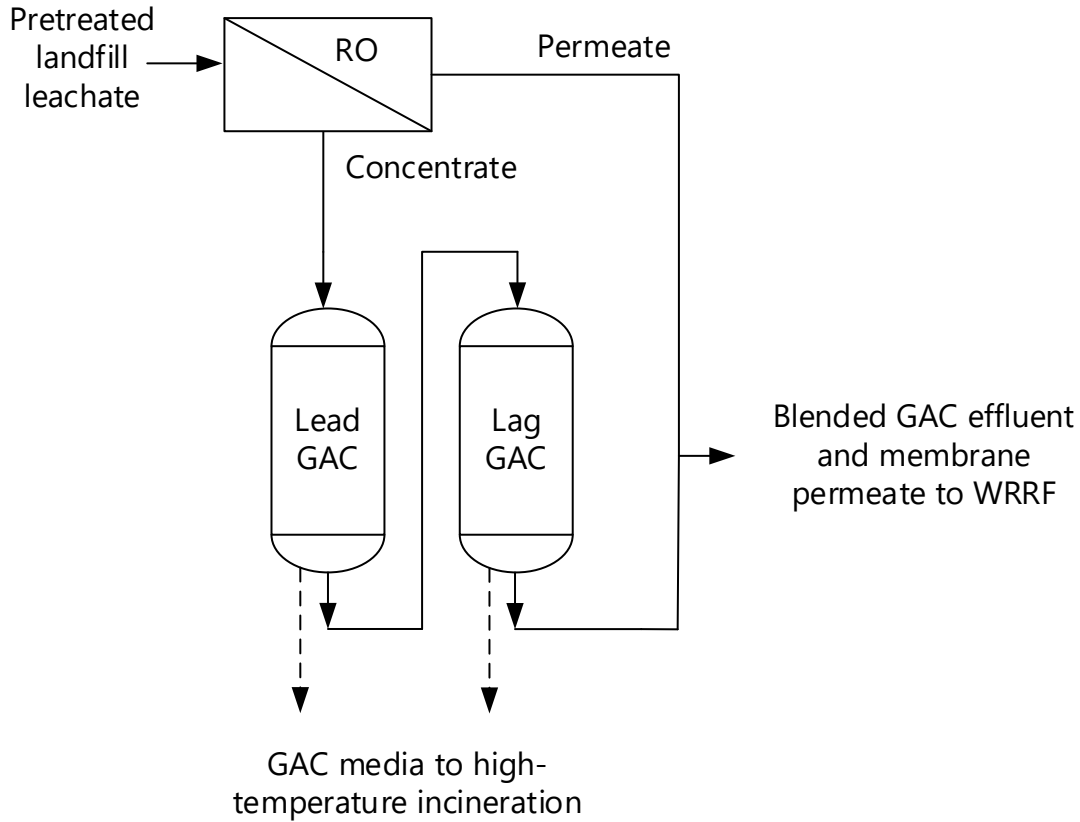 Pretreated
landfill
leachate
RO
Permeate
Concentrate
Lead
GAC
Lag
GAC
Blended GAC effluent
and membrane
permeate to WRRF
GAC media to high-
temperature incineration